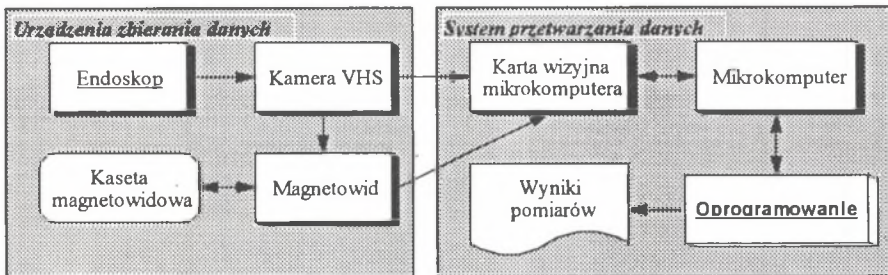 Urządzenia zbierania danych
System przetwarzania danych
Endoskop
Kamera VHS
Karta wizyjna
mikrokomputera
Mikrokomputer
Kaseta
magnetowidowa
Magnetowid
Wyniki
pomiarów
Oprogramowanie